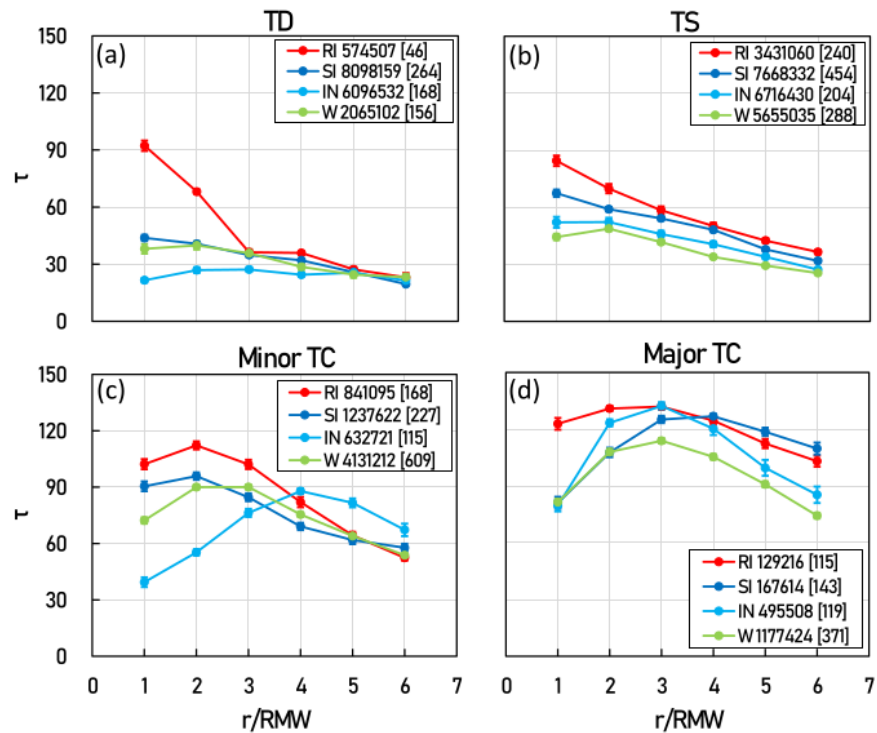 TD
TS
150
120
90
60
30
0
τ
(a)
RI 574507 [46]
SI 8098159 [264]
IN 6096532 [168]
W 2065102 [156]
(b)
RI 3431060 [240]
SI 7668332 [454]
IN 6716430 [204]
W 5655035 [288]
Minor TC
Major TC
150
120
90
60
30
0
τ
(c)
RI 841095 [168]
SI 1237622 [227]
IN 632721 [115]
W 4131212 [609]
(d)
RI 129216 [115]
SI 167614 [143]
IN 495508 [119]
W 1177424 [371]
0 1 2 3 4 5 6 7
0 1 2 3 4 5 6 7
r/RMW
r/RMW